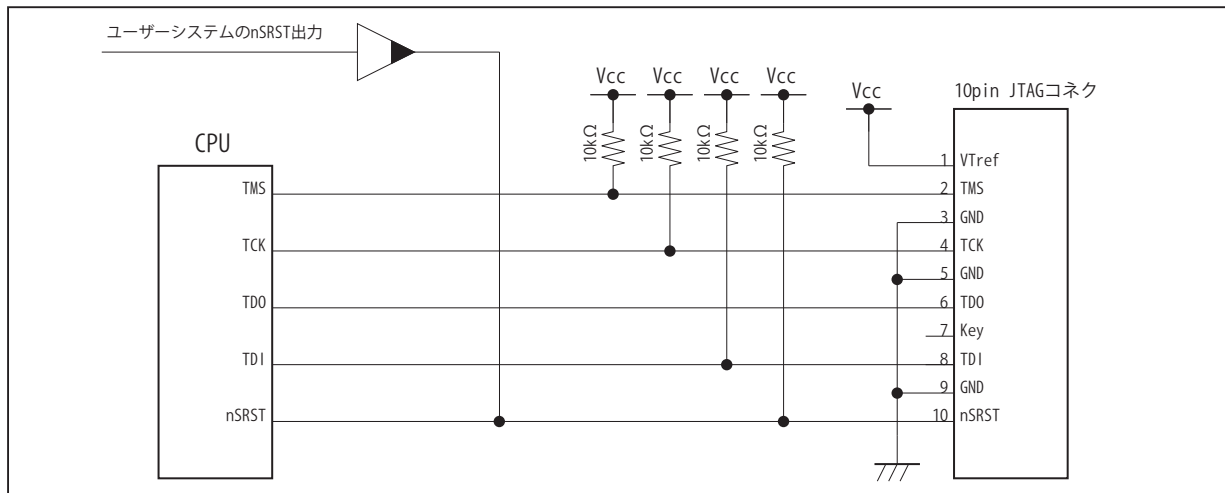 ユーザーシステムのnSRST出力
Vcc Vcc Vcc Vcc
Vcc
10pin JTAGコネク
10kΩ 10kΩ 10kΩ 10kΩ
CPU
1 VTref
TMS
2 TMS
3 GND
TCK
4 TCK
5 GND
TDO
6 TDO
7 Key
TDI
8 TDI
9 GND
nSRST
10 nSRST